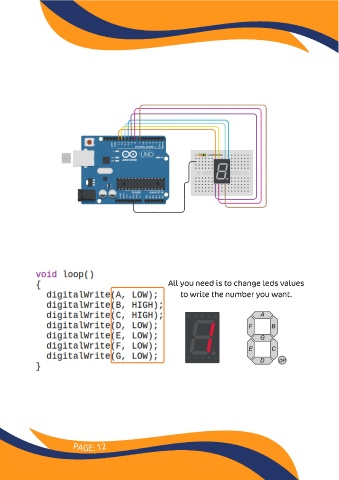 UNO
void loop()
{
digitalWrite(A, LOW);
digitalWrite(B, HIGH);
digitalWrite(C, HIGH);
digitalWrite(D, LOW);
digitalWrite(E, LOW);
digitalWrite(F, LOW);
digitalWrite(G, LOW);
}
All you need is to change leds values
to write the number you want.
A
F B
G
E C
D DP
PAGE: 12